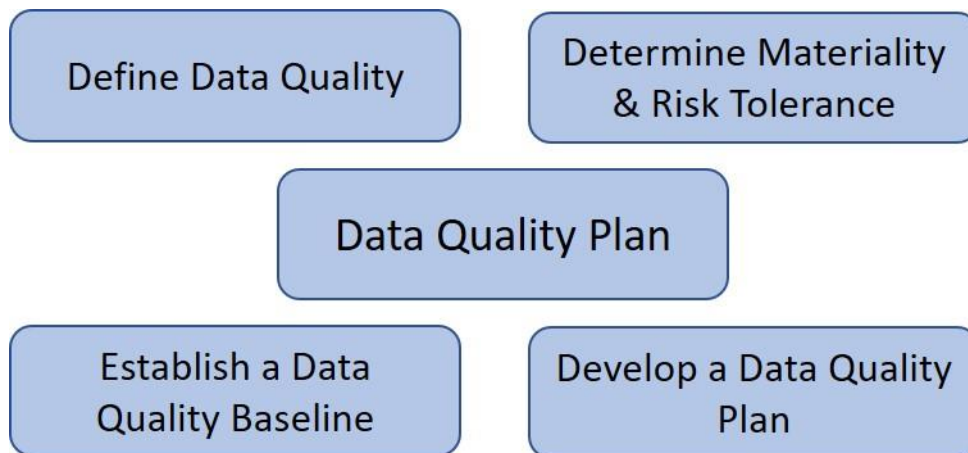 Define Data Quality
Determine Materiality
& Risk Tolerance
Data Quality Plan
Establish a Data
Quality Baseline
Develop a Data Quality
Plan